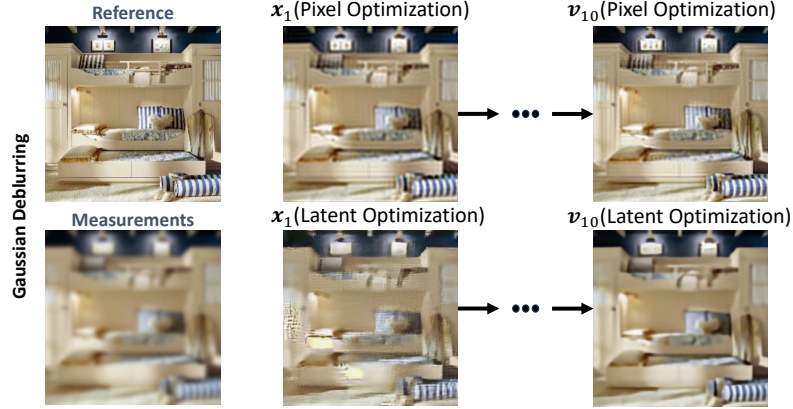 Reference
𝒙₁(Pixel Optimization)
𝒗₁₀(Pixel Optimization)
Gaussian Deblurring
Measurements
𝒙₁(Latent Optimization)
𝒗₁₀(Latent Optimization)